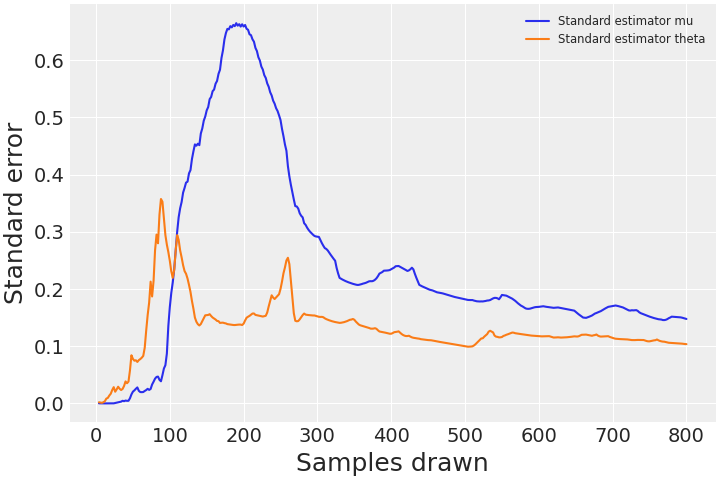 Standard estimator mu
Standard estimator theta
Standard error
0.6
0.5
0.4
0.3
0.2
0.1
0.0
0 100 200 300 400 500 600 700 800
Samples drawn